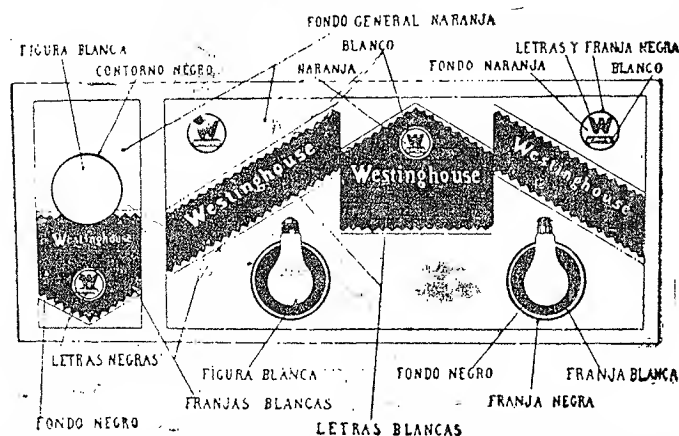 FONDO GENERAL NARANJA
FIGURA BLANCA
BLANCO
LETRAS Y FRANJA NEGRA
CONTORNO NEGRO
NARANJA
FONDO NARANJA
BLANCO
W
W
W
Westinghouse
Westinghouse
Westinghouse
Westinghouse
W
LETRAS NEGRAS
FIGURA BLANCA
FONDO NEGRO
FRANJA BLANCA
FRANJAS BLANCAS
FRANJA NEGRA
FONDO NEGRO
LETRAS BLANCAS